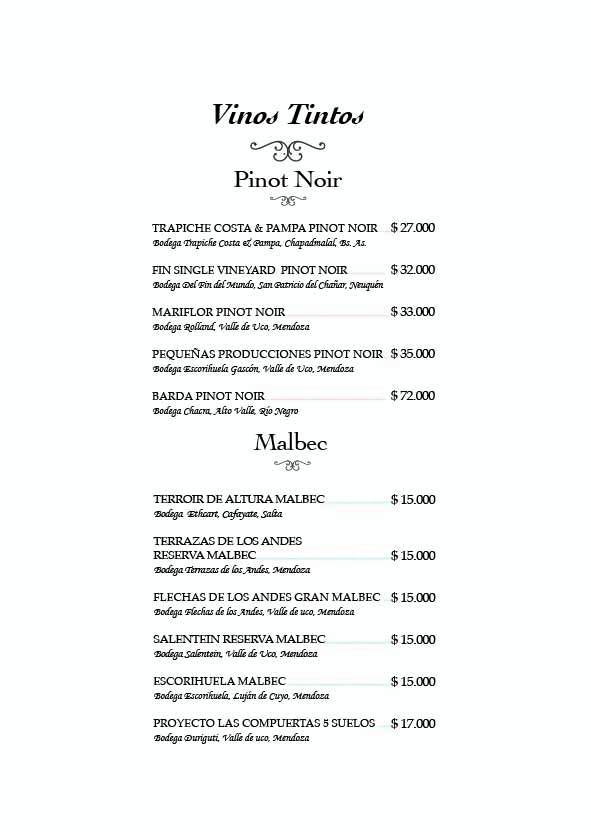 Vinos Tintos
Pinot Noir
TRAPICHE COSTA & PAMPA PINOT NOIR $ 27.000
Bodega Trapiche Costa & Pampa, Chapadmalal, Bs. As.
FIN SINGLE VINEYARD PINOT NOIR $ 32.000
Bodega Del Fin del Mundo, San Patricio del Chañar, Neuquén
MARIFLOR PINOT NOIR $ 33.000
Bodega Rolland, Valle de Uco, Mendoza
PEQUEÑAS PRODUCCIONES PINOT NOIR $ 35.000
Bodega Escorihuela Gascón, Valle de Uco, Mendoza
BARDA PINOT NOIR $ 72.000
Bodega Chacra, Alto Valle, Río Negro
Malbec
TERROIR DE ALTURA MALBEC $ 15.000
Bodega Ethcart, Cafayate, Salta
TERRAZAS DE LOS ANDES
RESERVA MALBEC $ 15.000
Bodega Terrazas de los Andes, Mendoza
FLECHAS DE LOS ANDES GRAN MALBEC $ 15.000
Bodega Flechas de los Andes, Valle de uco, Mendoza
SALENTEIN RESERVA MALBEC $ 15.000
Bodega Salentein, Valle de Uco, Mendoza
ESCORIHUELA MALBEC $ 15.000
Bodega Escorihuela, Luján de Cuyo, Mendoza
PROYECTO LAS COMPUERTAS 5 SUELOS $ 17.000
Bodega Durigutti, Valle de uco, Mendoza